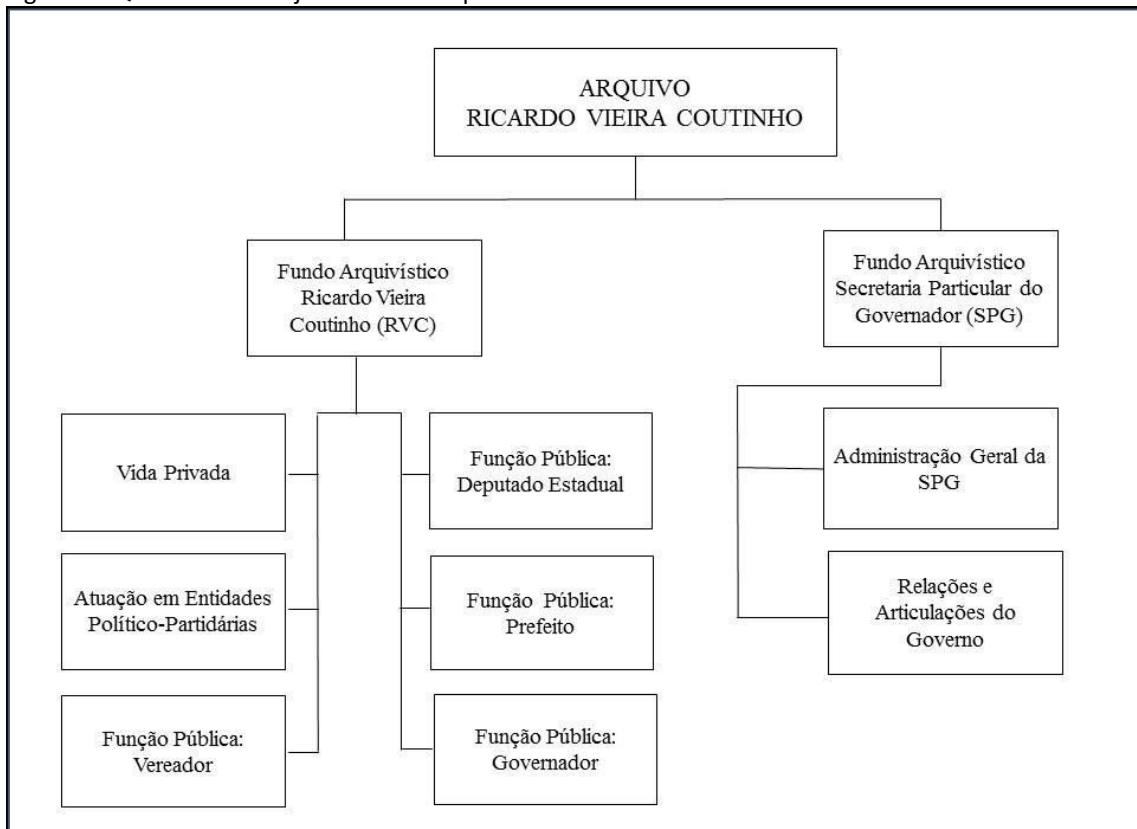 ARQUIVO
RICARDO VIEIRA COUTINHO
Fundo Arquivístico
Ricardo Vieira
Coutinho (RVC)
Fundo Arquivístico
Secretaria Particular do
Governador (SPG)
Vida Privada
Função Pública:
Deputado Estadual
Administração Geral da
SPG
Atuação em Entidades
Político-Partidárias
Função Pública:
Prefeito
Relações e
Articulações do
Governo
Função Pública:
Vereador
Função Pública:
Governador